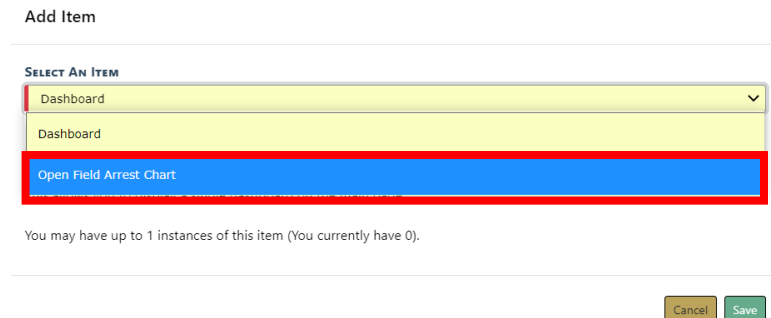 Add Item
SELECT AN ITEM
Dashboard
Dashboard
Open Field Arrest Chart
You may have up to 1 instances of this item (You currently have 0).
Cancel Save